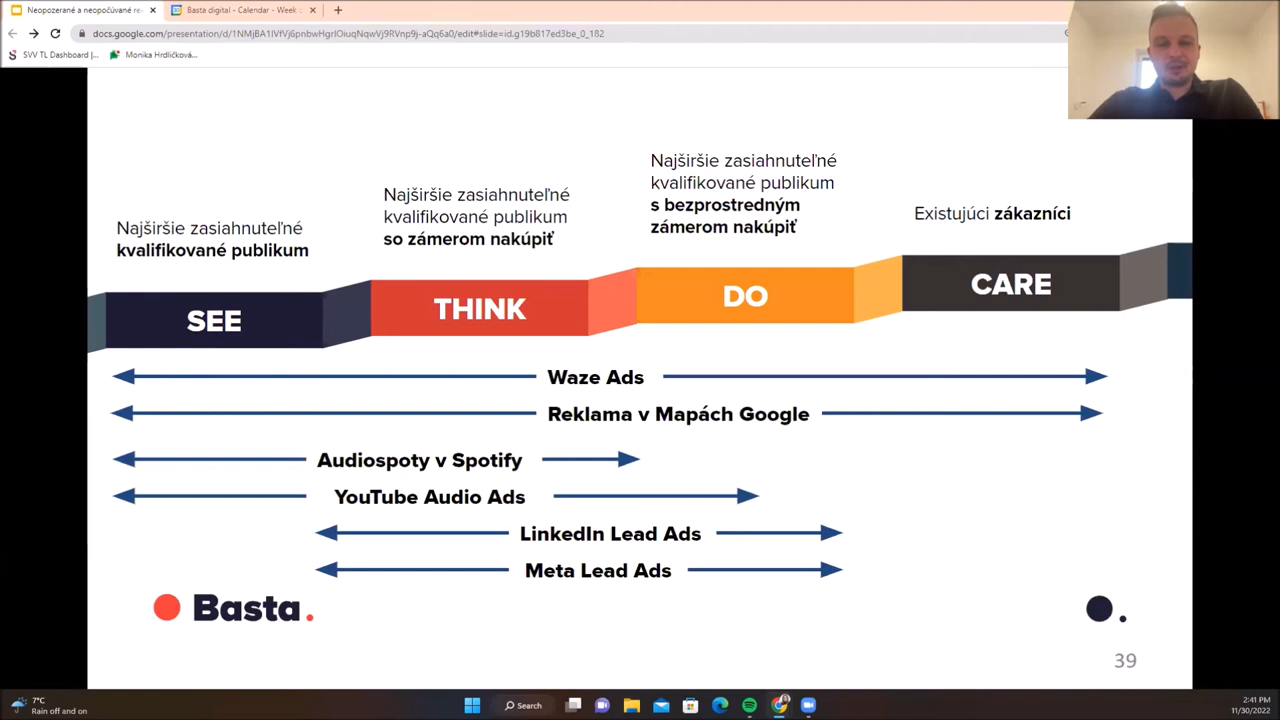 Neopozerané a neopočúvané re
Basta digital - Calendar - Week
docs.google.com/presentation/d/1NMjBA1IVfVj6pnbwHgrlOiuqNqwVj9RVnp9j-aQq6a0/edit#slide=id.g19b817ed3be_0_182
SVV TL Dashboard |...
Monika Hrdličková...
Najširšie zasiahnuteľné
kvalifikované publikum
Najširšie zasiahnuteľné
kvalifikované publikum
so zámerom nakúpiť
Najširšie zasiahnuteľné
kvalifikované publikum
s bezprostredným
zámerom nakúpiť
Existujúci zákazníci
SEE
THINK
DO
CARE
Waze Ads
Reklama v Mapách Google
Audiospoty v Spotify
YouTube Audio Ads
LinkedIn Lead Ads
Meta Lead Ads
Basta.
39
7°C
Rain off and on
Search
2:41 PM
11/30/2022